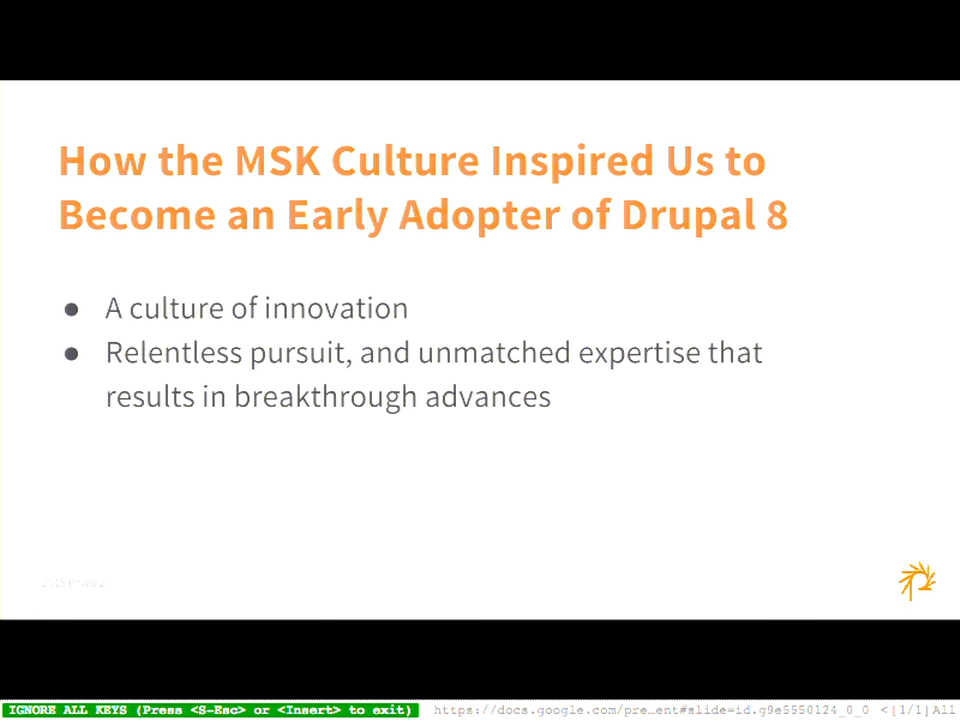 How the MSK Culture Inspired Us to
Become an Early Adopter of Drupal 8
● A culture of innovation
● Relentless pursuit, and unmatched expertise that
results in breakthrough advances
IGNORE ALL KEYS (Press <S-Esc> or <Insert> to exit) https://docs.google.com/pre…ent#slide=id.g9e5550124_0_0 <(1/1]All